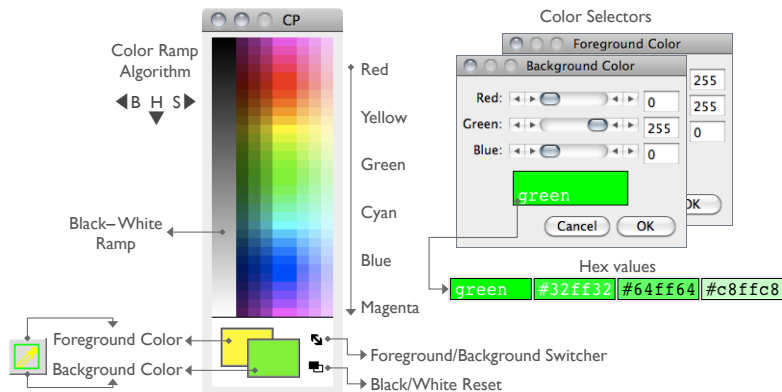 CP
Color Ramp
Algorithm
B H S
Black–White
Ramp
Red
Yellow
Green
Cyan
Blue
Magenta
Foreground Color
Background Color
Foreground/Background Switcher
Black/White Reset
Color Selectors
Foreground Color
255
255
0
OK
Background Color
Red: 0
Green: 255
Blue: 0
green
Cancel OK
Hex values
green #32ff32 #64ff64 #c8ffc8